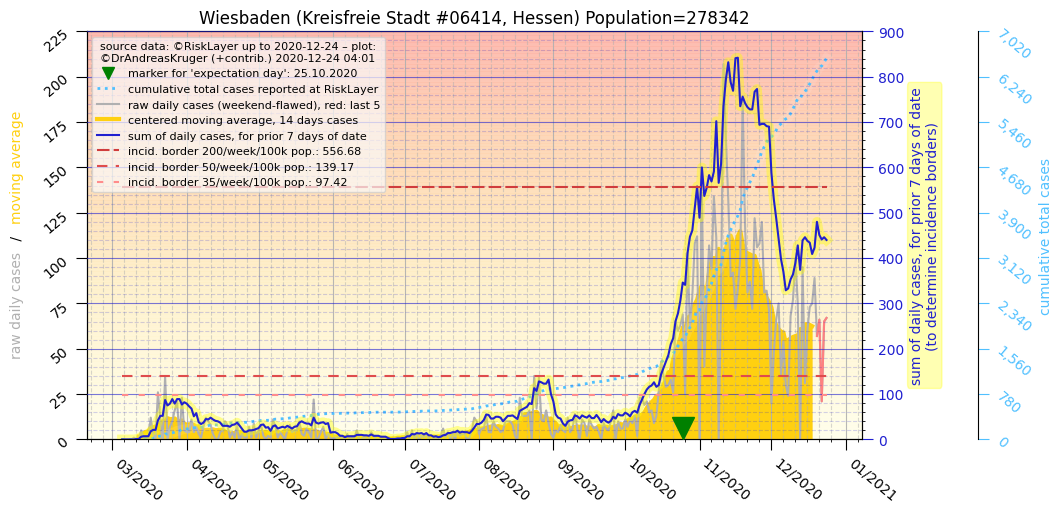 Wiesbaden (Kreisfreie Stadt #06414, Hessen) Population=278342
source data: ©RiskLayer up to 2020-12-24 – plot:
©DrAndreasKruger (+contrib.) 2020-12-24 04:01
marker for 'expectation day': 25.10.2020
cumulative total cases reported at RiskLayer
raw daily cases (weekend-flawed), red: last 5
centered moving average, 14 days cases
sum of daily cases, for prior 7 days of date
incid. border 200/week/100k pop.: 556.68
incid. border 50/week/100k pop.: 139.17
incid. border 35/week/100k pop.: 97.42
raw daily cases / moving average
225
200
175
150
125
100
75
50
25
0
03/2020
04/2020
05/2020
06/2020
07/2020
08/2020
09/2020
10/2020
11/2020
12/2020
01/2021
900
800
700
600
500
400
300
200
100
0
sum of daily cases, for prior 7 days of date
(to determine incidence borders)
7,020
6,240
5,460
4,680
3,900
3,120
2,340
1,560
780
0
cumulative total cases